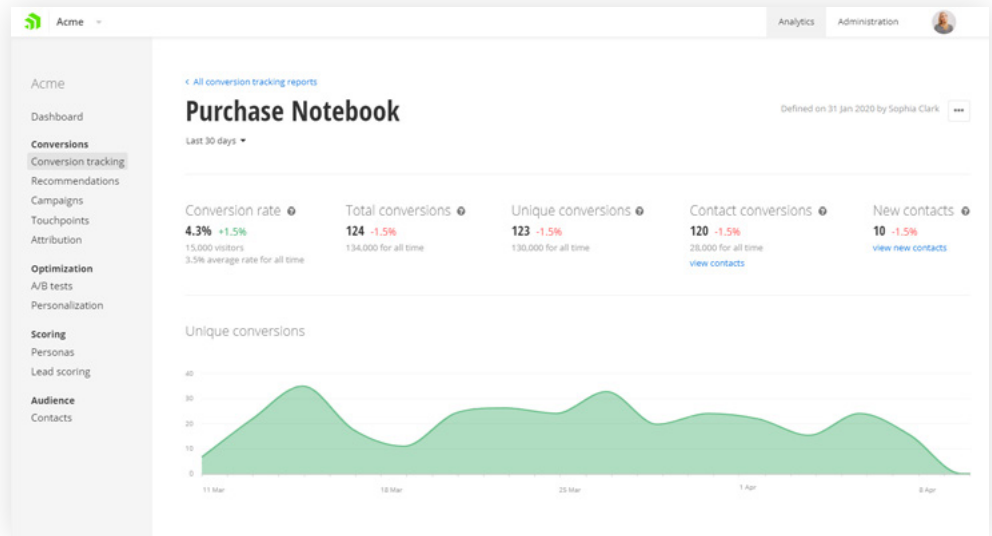 Acme
Analytics
Administration
Acme
Dashboard
Conversions
Conversion tracking
Recommendations
Campaigns
Touchpoints
Attribution
Optimization
A/B tests
Personalization
Scoring
Personas
Lead scoring
Audience
Contacts
‹ All conversion tracking reports
Purchase Notebook
Defined on 31 Jan 2020 by Sophia Clark
Last 30 days
Conversion rate
4.3% +1.5%
15,000 visitors
3.5% average rate for all time
Total conversions
124 -1.5%
134,000 for all time
Unique conversions
123 -1.5%
130,000 for all time
Contact conversions
120 -1.5%
28,000 for all time
view contacts
New contacts
10 -1.5%
view new contacts
Unique conversions
40
30
20
10
0
11 Mar
18 Mar
25 Mar
1 Apr
8 Apr